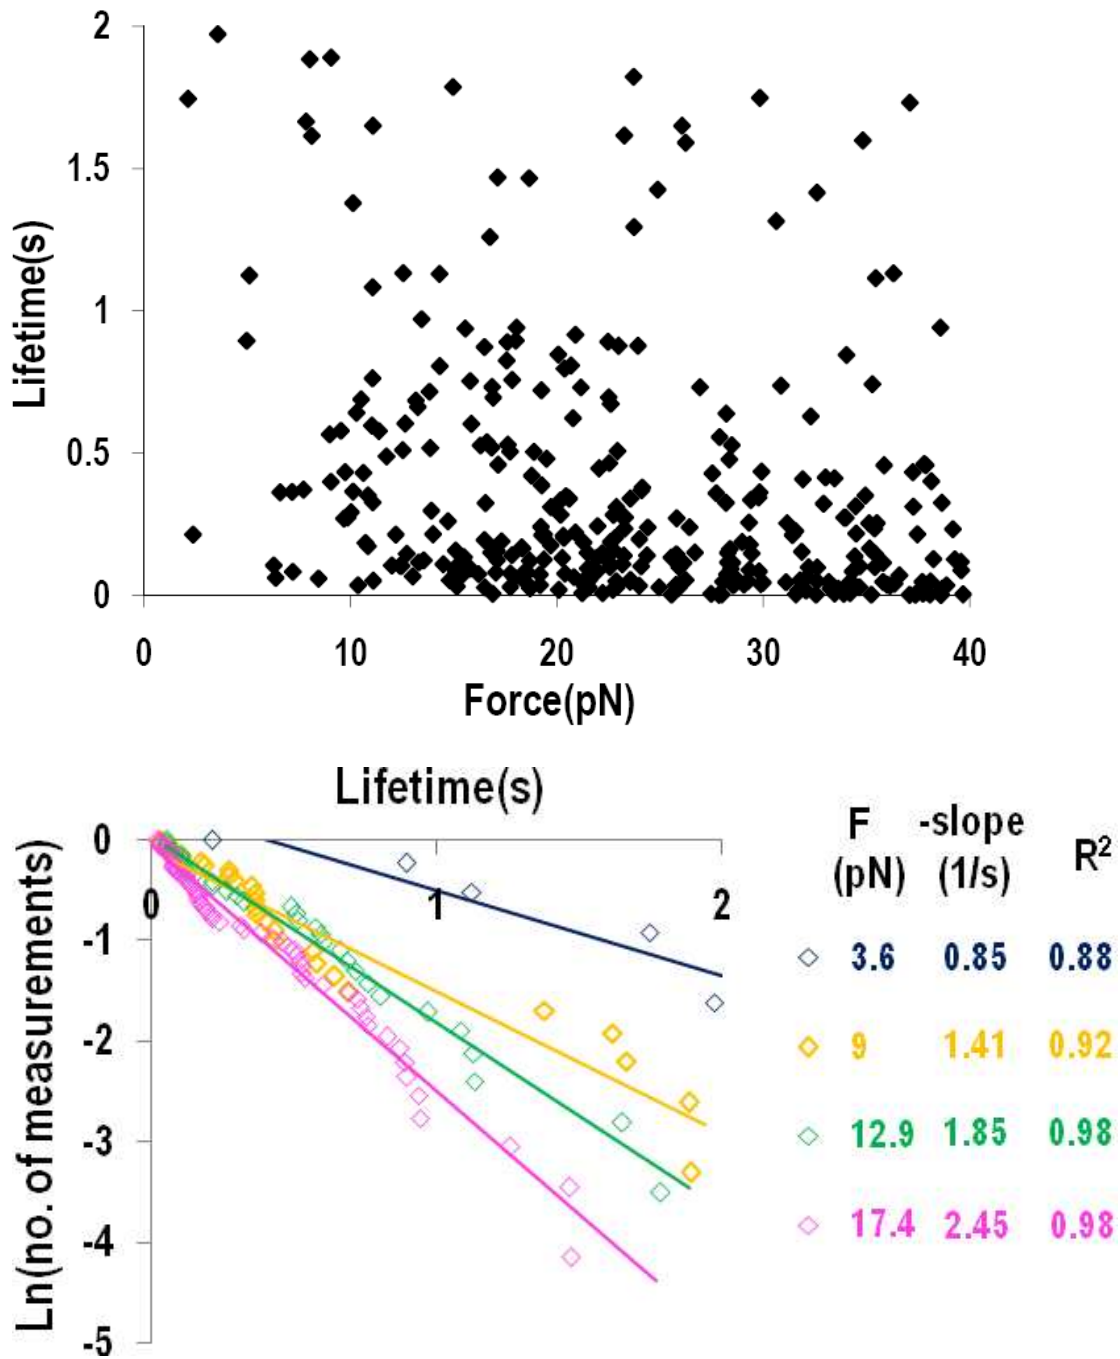 2
1.5
1
0.5
0
Lifetime(s)
0 10 20 30 40
Force(pN)
Lifetime(s)
0
-1
-2
-3
-4
-5
0 1 2
Ln(no. of measurements)
F -slope R²
(pN) (1/s)
3.6 0.85 0.88
9 1.41 0.92
12.9 1.85 0.98
17.4 2.45 0.98